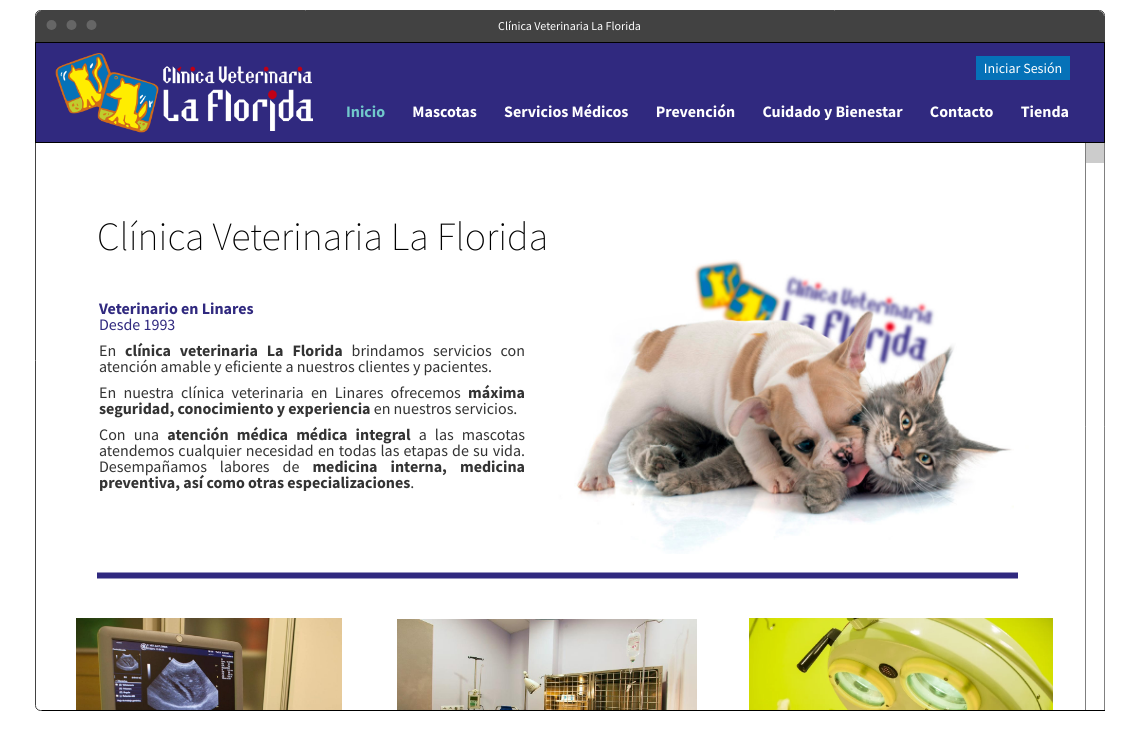 Clínica Veterinaria La Florida
Clínica Veterinaria
La Florida
Iniciar Sesión
Inicio Mascotas Servicios Médicos Prevención Cuidado y Bienestar Contacto Tienda
Clínica Veterinaria La Florida
Veterinario en Linares
Desde 1993
En clínica veterinaria La Florida brindamos servicios con
atención amable y eficiente a nuestros clientes y pacientes.
En nuestra clínica veterinaria en Linares ofrecemos máxima
seguridad, conocimiento y experiencia en nuestros servicios.
Con una atención médica médica integral a las mascotas
atendemos cualquier necesidad en todas las etapas de su vida.
Desempañamos labores de medicina interna, medicina
preventiva, así como otras especializaciones.
Clínica Veterinaria
La Florida